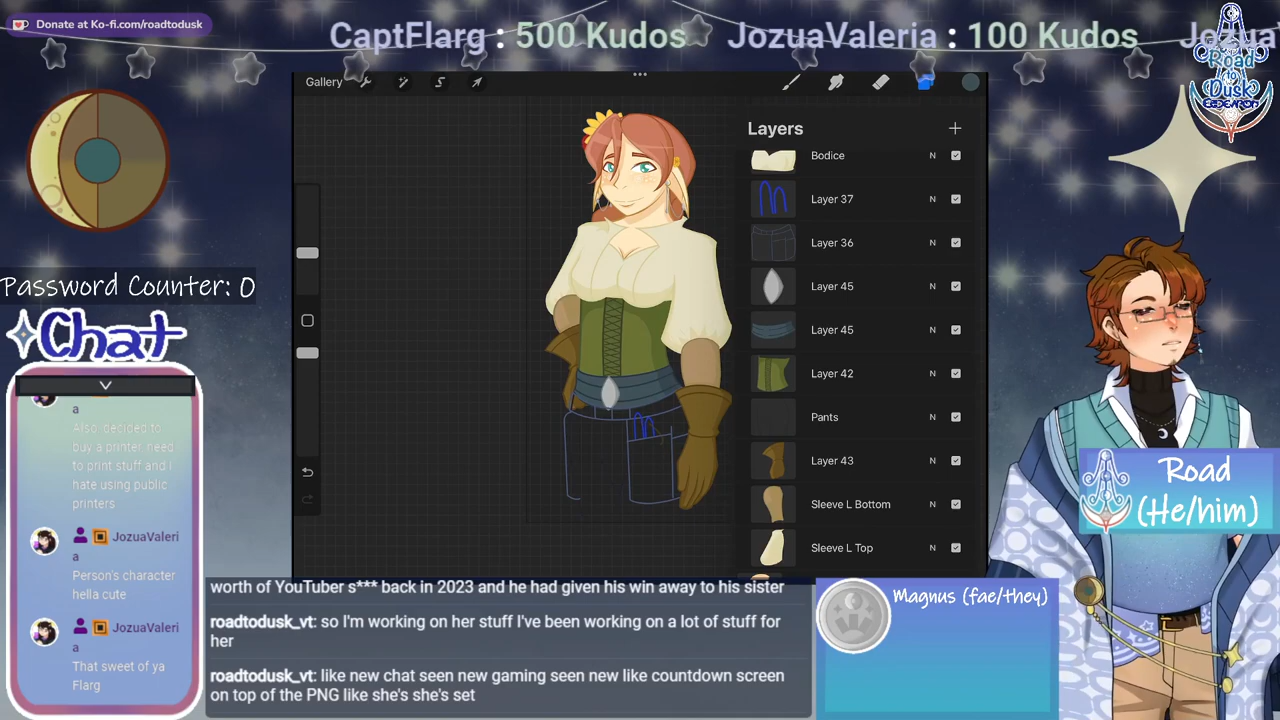 Donate at Ko-fi.com/roadtodusk
CaptFlarg : 500 Kudos JozuaValeria : 100 Kudos Jozua
Road
to
Dusk
Gallery
Layers
Bodice N
Layer 37 N
Layer 36 N
Layer 45 N
Layer 45 N
Layer 42 N
Pants N
Layer 43 N
Sleeve L Bottom N
Sleeve L Top N
Password Counter: 0
Chat
a
Also decided to
buy a printer need
to print stuff and I
hate using public
printers
JozuaValeri
a
Person's character
hella cute
JozuaValeri
a
That sweet of ya
Flarg
worth of YouTuber s*** back in 2023 and he had given his win away to his sister
roadtodusk_vt: so I'm working on her stuff I've been working on a lot of stuff for
her
roadtodusk_vt: like new chat seen new gaming seen new like countdown screen
on top of the PNG like she's she's set
Magnus (fae/they)
Road
(He/him)